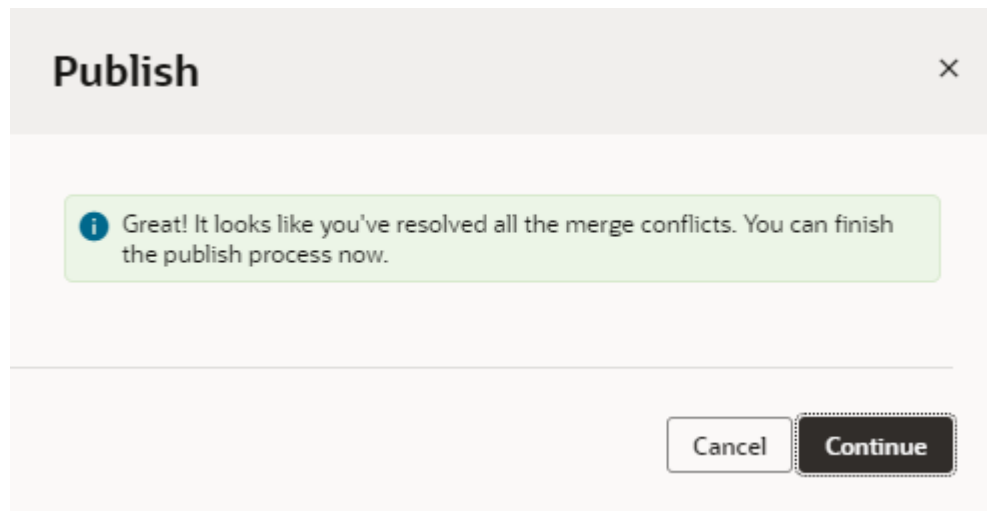 Publish
Great! It looks like you've resolved all the merge conflicts. You can finish
the publish process now.
Cancel
Continue